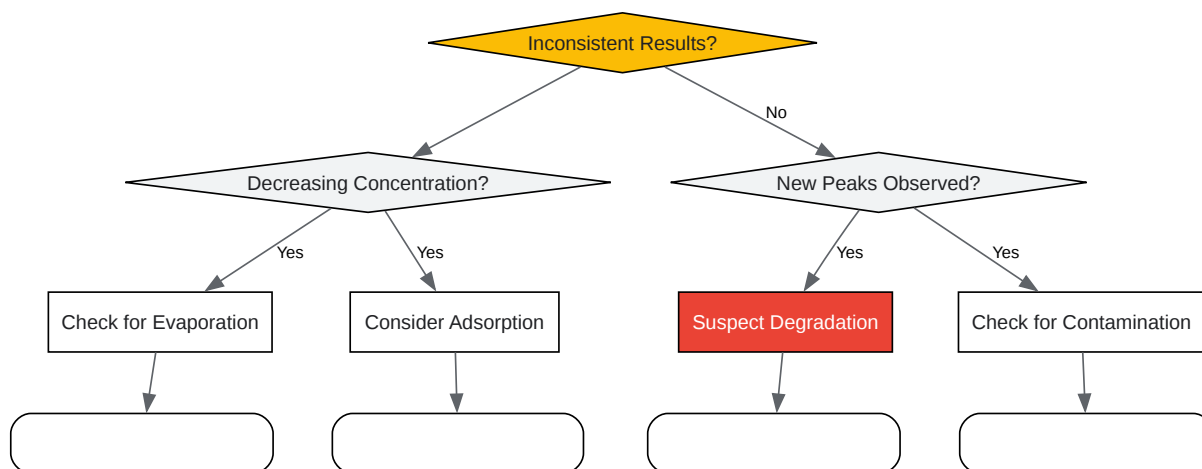 Inconsistent Results?
No
Decreasing Concentration?
New Peaks Observed?
Yes
Yes
Yes
Yes
Check for Evaporation
Consider Adsorption
Suspect Degradation
Check for Contamination